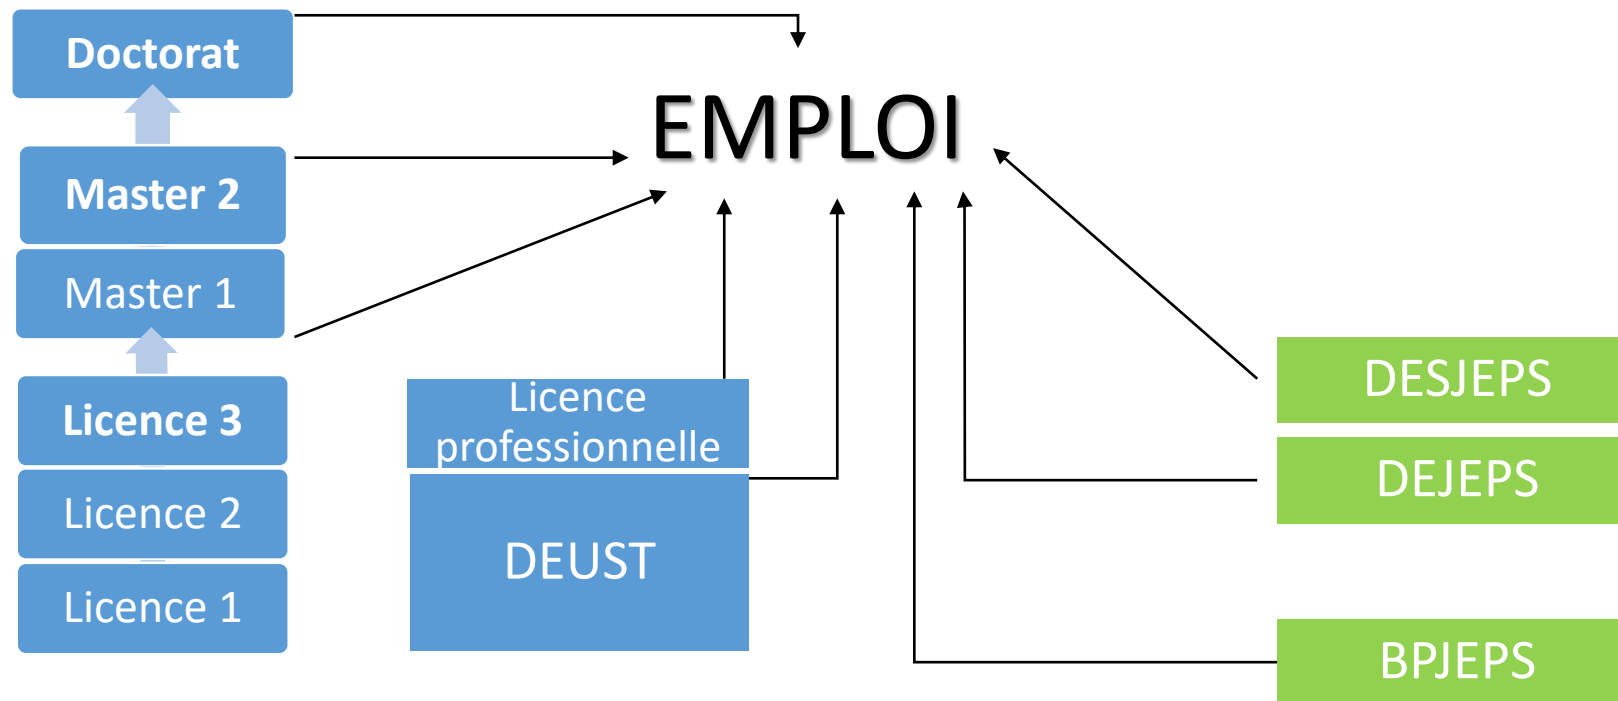 Doctorat
EMPLOI
Master 2
Master 1
Licence 3
Licence 2
Licence 1
Licence
professionnelle
DEUST
DESJEPS
DEJEPS
BPJEPS